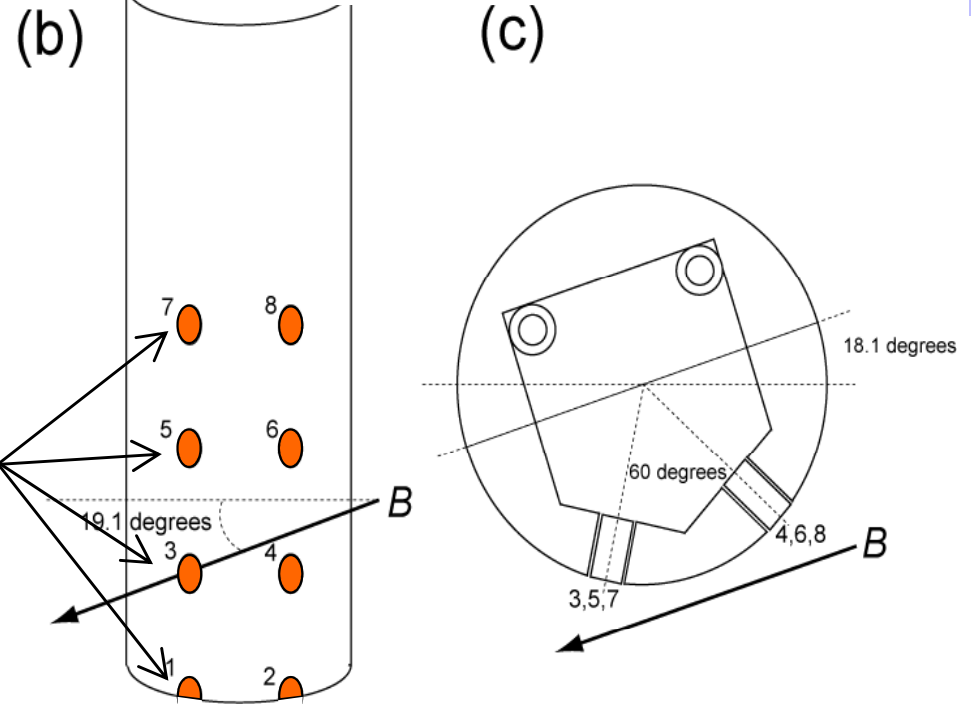 (b)
(c)
7
8
5
6
B
19.1 degrees
3
4
1
2
18.1 degrees
60 degrees
4,6,8
B
3,5,7